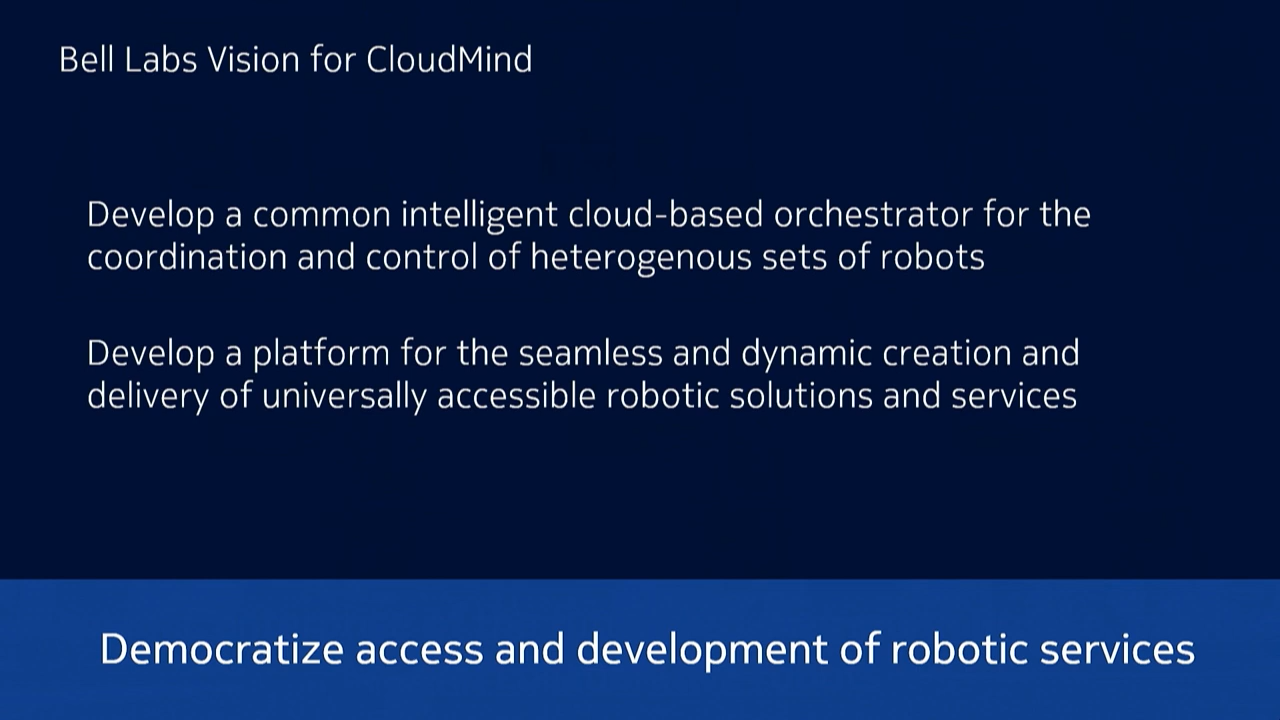 Bell Labs Vision for CloudMind
Develop a common intelligent cloud-based orchestrator for the
coordination and control of heterogenous sets of robots
Develop a platform for the seamless and dynamic creation and
delivery of universally accessible robotic solutions and services
Democratize access and development of robotic services